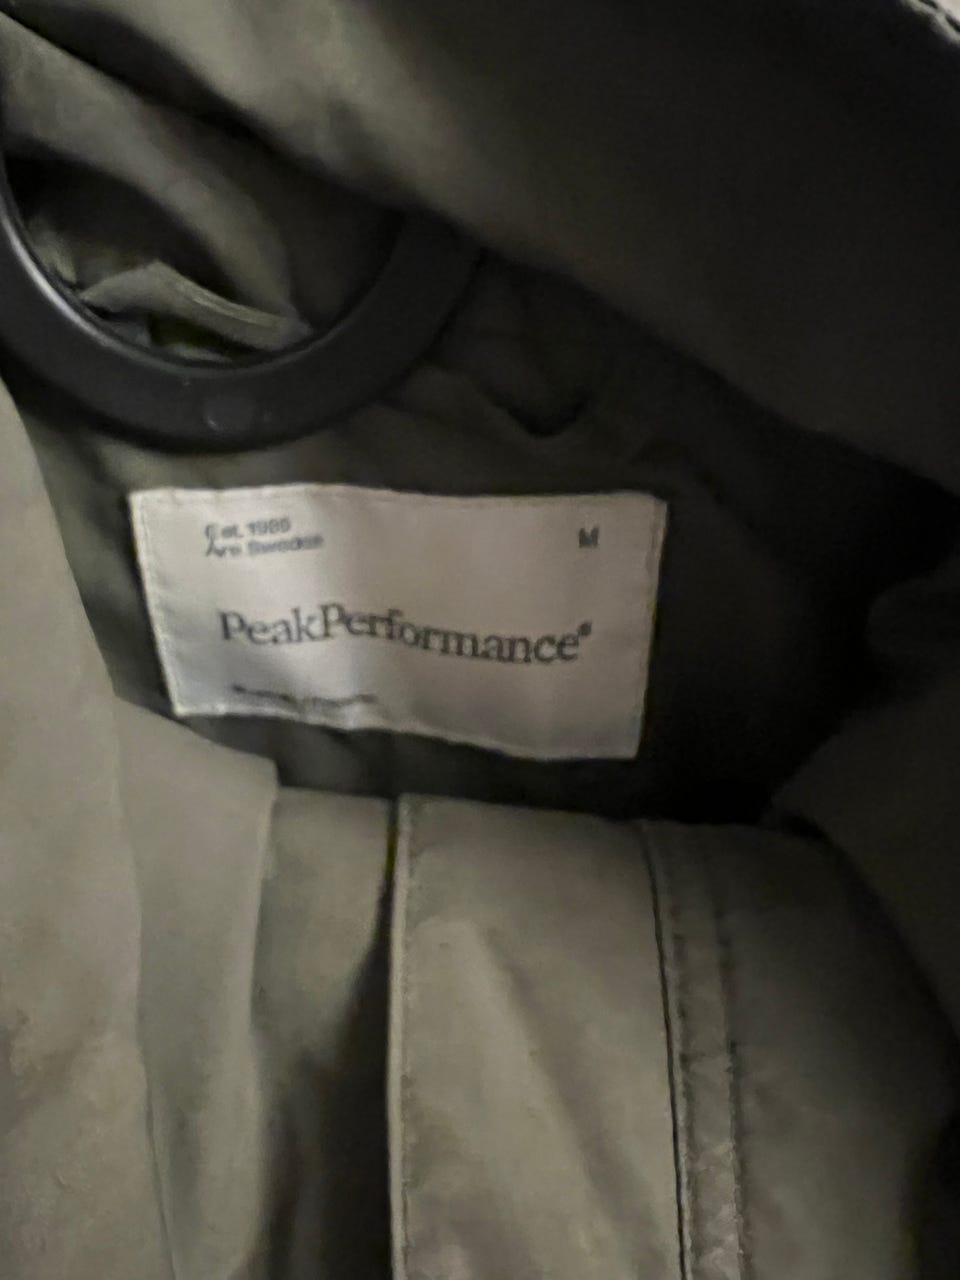 Est. 1986
Åre Sweden
M
PeakPerformance®